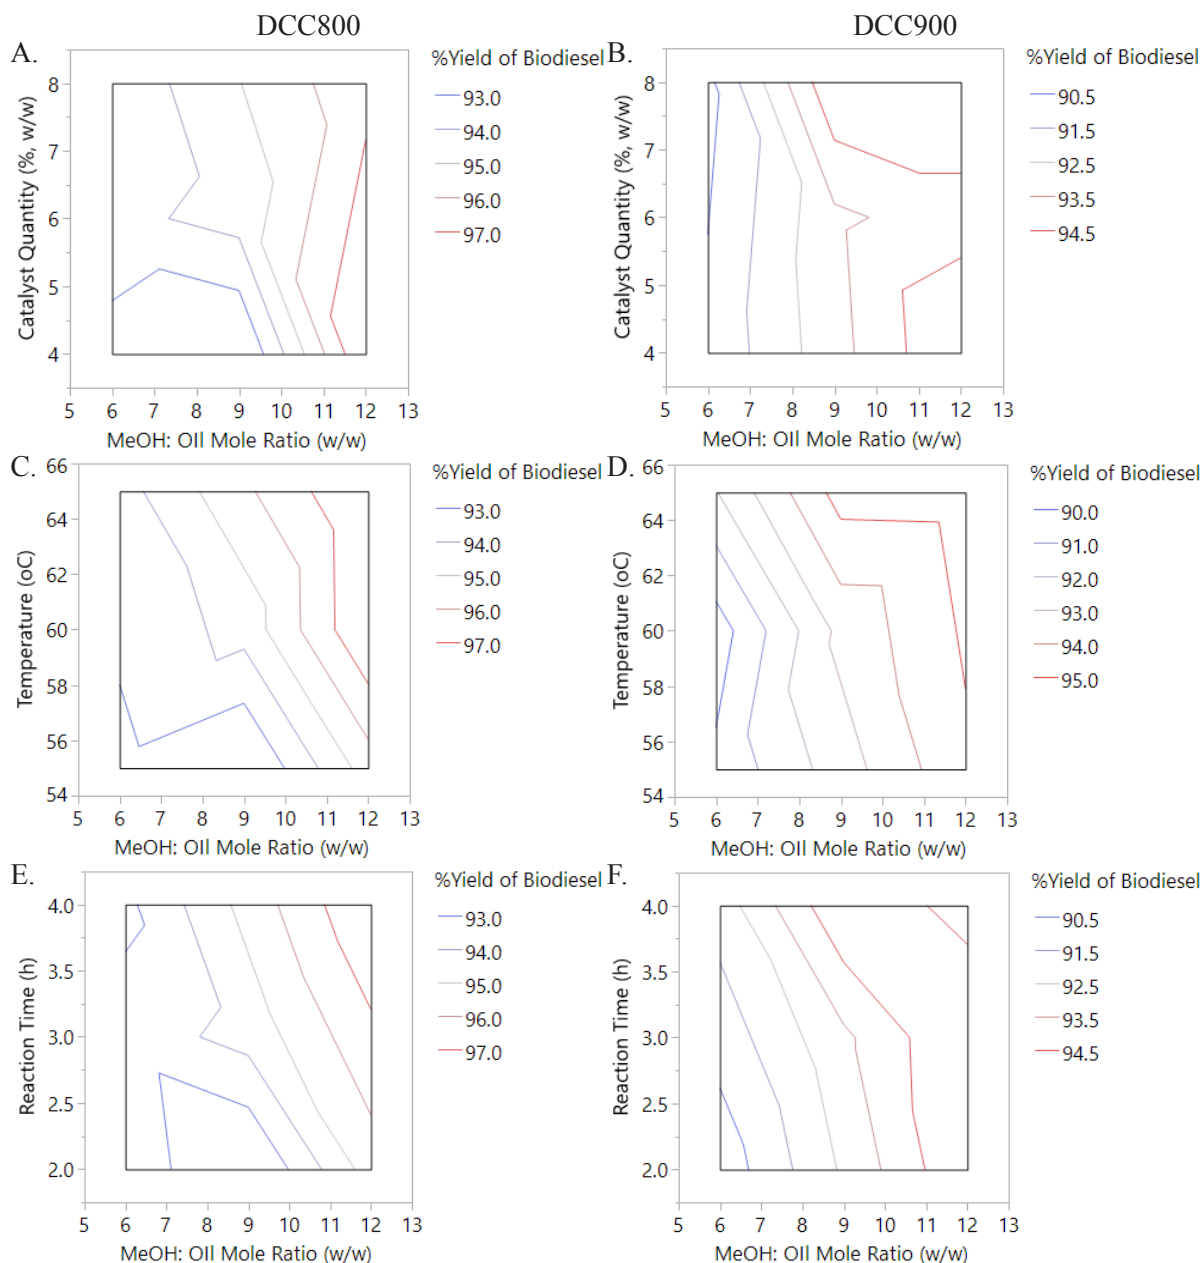 DCC800
DCC900
A.
%Yield of Biodiesel
93.0
94.0
95.0
96.0
97.0
Catalyst Quantity (%, w/w)
8
7
6
5
4
5 6 7 8 9 10 11 12 13
MeOH: OIl Mole Ratio (w/w)
B.
%Yield of Biodiesel
90.5
91.5
92.5
93.5
94.5
Catalyst Quantity (%, w/w)
8
7
6
5
4
5 6 7 8 9 10 11 12 13
MeOH: OIl Mole Ratio (w/w)
C.
%Yield of Biodiesel
93.0
94.0
95.0
96.0
97.0
Temperature (oC)
66
64
62
60
58
56
54
5 6 7 8 9 10 11 12 13
MeOH: OIl Mole Ratio (w/w)
D.
%Yield of Biodiesel
90.0
91.0
92.0
93.0
94.0
95.0
Temperature (oC)
66
64
62
60
58
56
54
5 6 7 8 9 10 11 12 13
MeOH: OIl Mole Ratio (w/w)
E.
%Yield of Biodiesel
93.0
94.0
95.0
96.0
97.0
Reaction Time (h)
4.0
3.5
3.0
2.5
2.0
5 6 7 8 9 10 11 12 13
MeOH: OIl Mole Ratio (w/w)
F.
%Yield of Biodiesel
90.5
91.5
92.5
93.5
94.5
Reaction Time (h)
4.0
3.5
3.0
2.5
2.0
5 6 7 8 9 10 11 12 13
MeOH: OIl Mole Ratio (w/w)